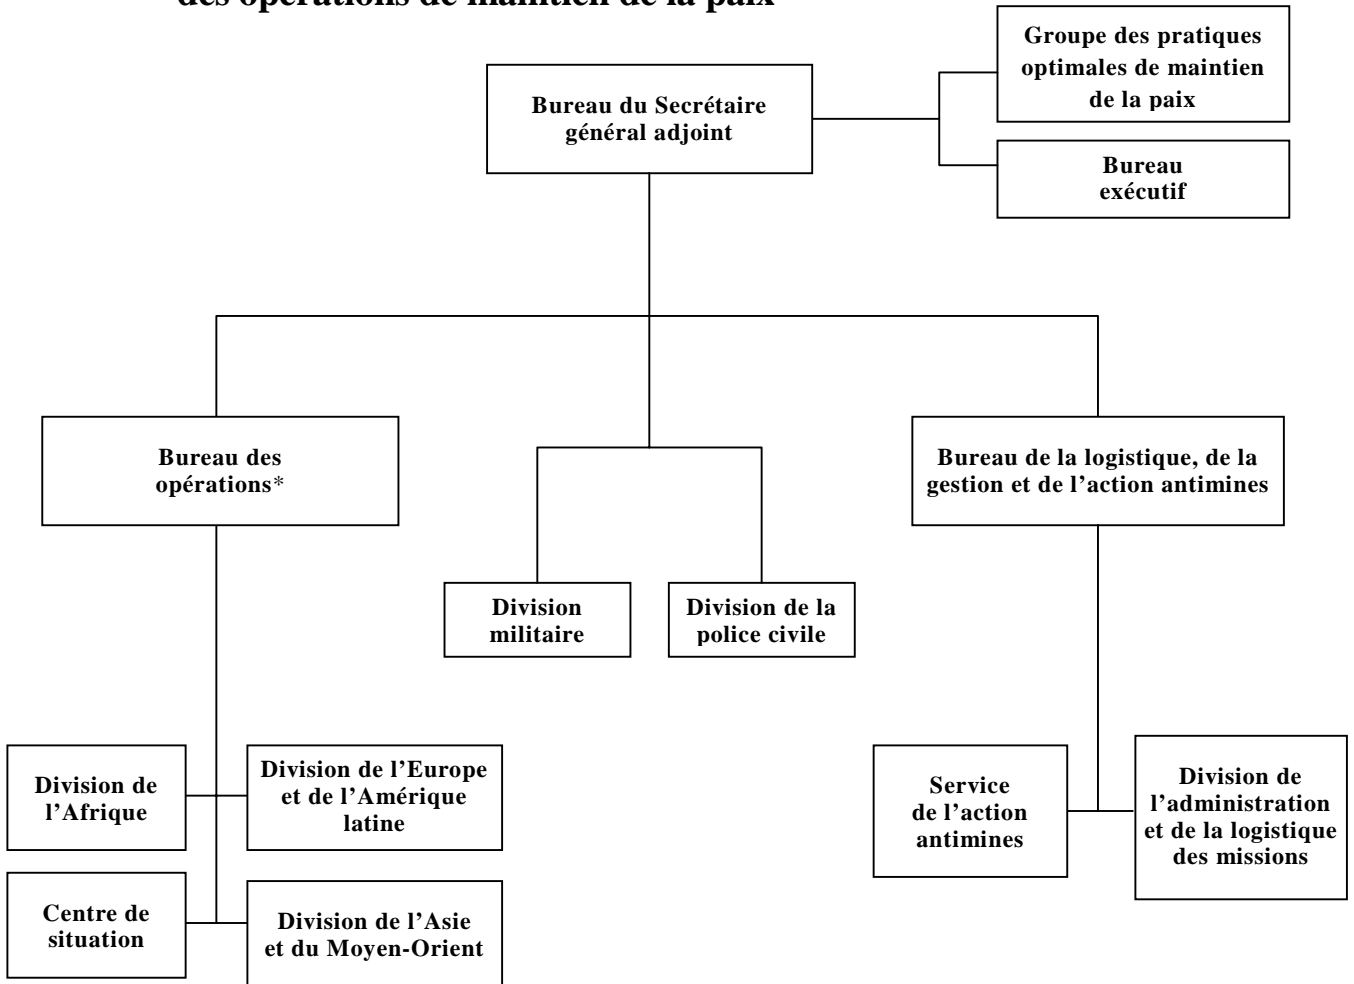 des opérations de maintien de la paix
Groupe des pratiques
optimales de maintien
de la paix
Bureau du Secrétaire
général adjoint
Bureau
exécutif
Bureau des
opérations*
Bureau de la logistique, de la
gestion et de l’action antimines
Division
militaire
Division de la
police civile
Division de
l’Afrique
Division de l’Europe
et de l’Amérique
latine
Service
de l’action
antimines
Division de
l’administration
et de la logistique
des missions
Centre de
situation
Division de l’Asie
et du Moyen-Orient